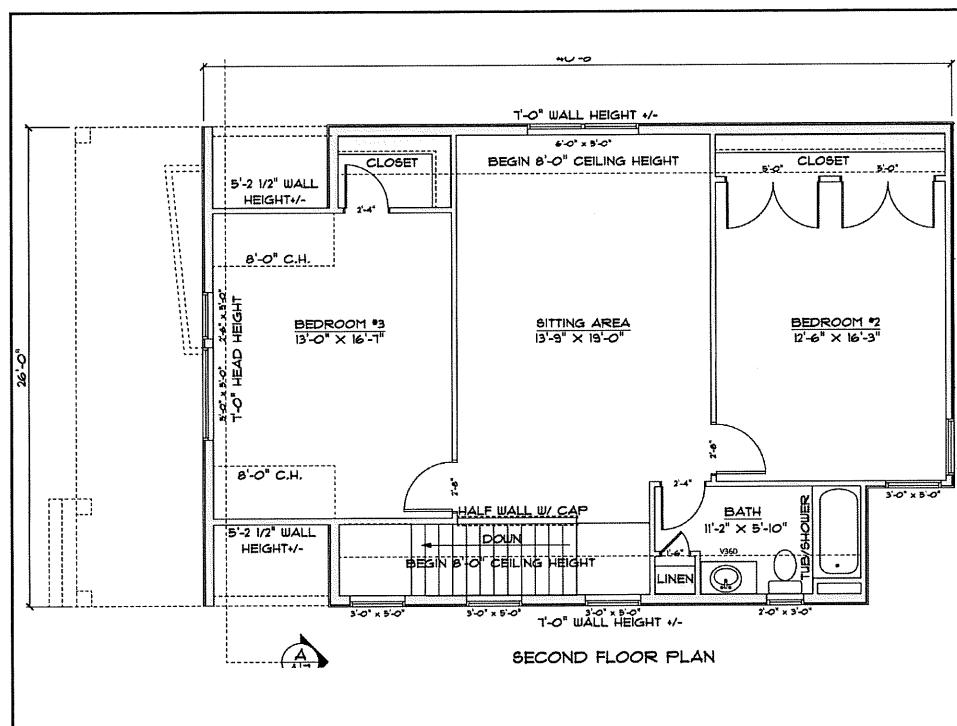 7'-0" WALL HEIGHT +/-
6'-0" x 5'-0"
BEGIN 8'-0" CEILING HEIGHT
CLOSET
CLOSET
5'-0"
5'-0"
5'-2 1/2" WALL
HEIGHT+/-
2'-4"
8'-0" C.H.
7'-0" HEAD HEIGHT
BEDROOM #3
13'-0" X 16'-7"
SITTING AREA
13'-9" X 19'-0"
BEDROOM #2
12'-6" X 16'-3"
26'-0"
8'-0" C.H.
2'-8"
2'-8"
2'-4"
3'-0" x 5'-0"
HALF WALL W/ CAP
BATH
11'-2" X 5'-10"
TUB/SHOWER
5'-2 1/2" WALL
HEIGHT+/-
DOWN
BEGIN 8'-0" CEILING HEIGHT
1'-6"
V360
LINEN
3'-0" x 5'-0"
3'-0" x 5'-0"
3'-0" x 5'-0"
2'-0" x 3'-0"
7'-0" WALL HEIGHT +/-
A
SECOND FLOOR PLAN